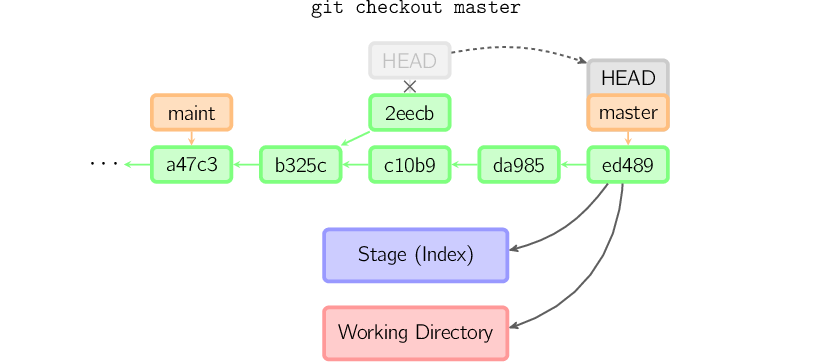 git checkout master
HEAD
HEAD
maint
2eecb
master
... a47c3
b325c
c10b9
da985
ed489
Stage (Index)
Working Directory